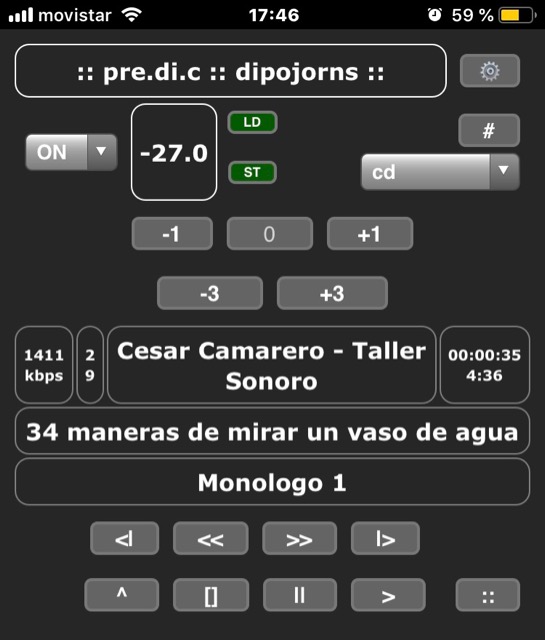 movistar 17:46 59 %
:: pre.di.c :: dipojorns ::
ON -27.0 LD
ST
#
cd
-1 0 +1
-3 +3
1411 kbps
2 9
Cesar Camarero - Taller
Sonoro
00:00:35
4:36
34 maneras de mirar un vaso de agua
Monologo 1
<| << >> |>
^ [] || > ::